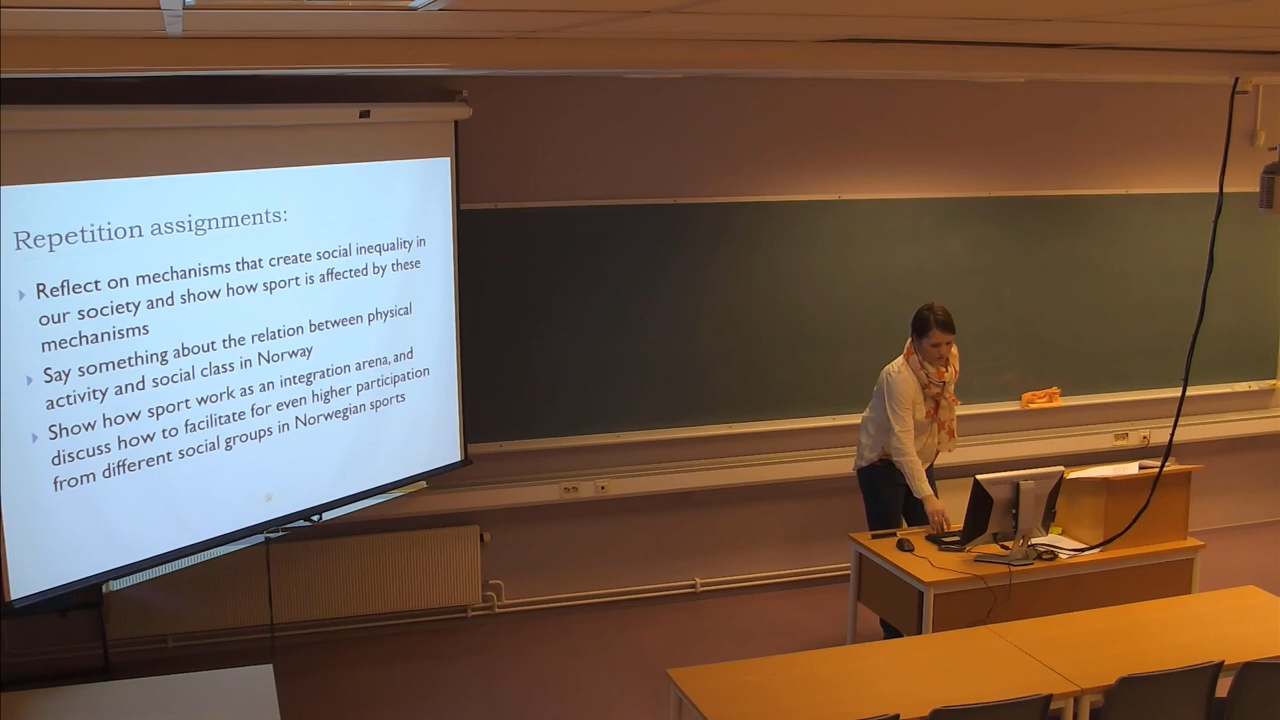 Repetition assignments:
Reflect on mechanisms that create social inequality in
our society and show how sport is affected by these
mechanisms
Say something about the relation between physical
activity and social class in Norway
Show how sport work as an integration arena, and
discuss how to facilitate for even higher participation
from different social groups in Norwegian sports